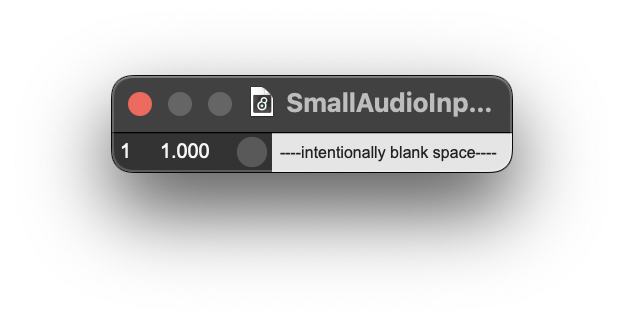 SmallAudioInp...
1 1.000 ----intentionally blank space----